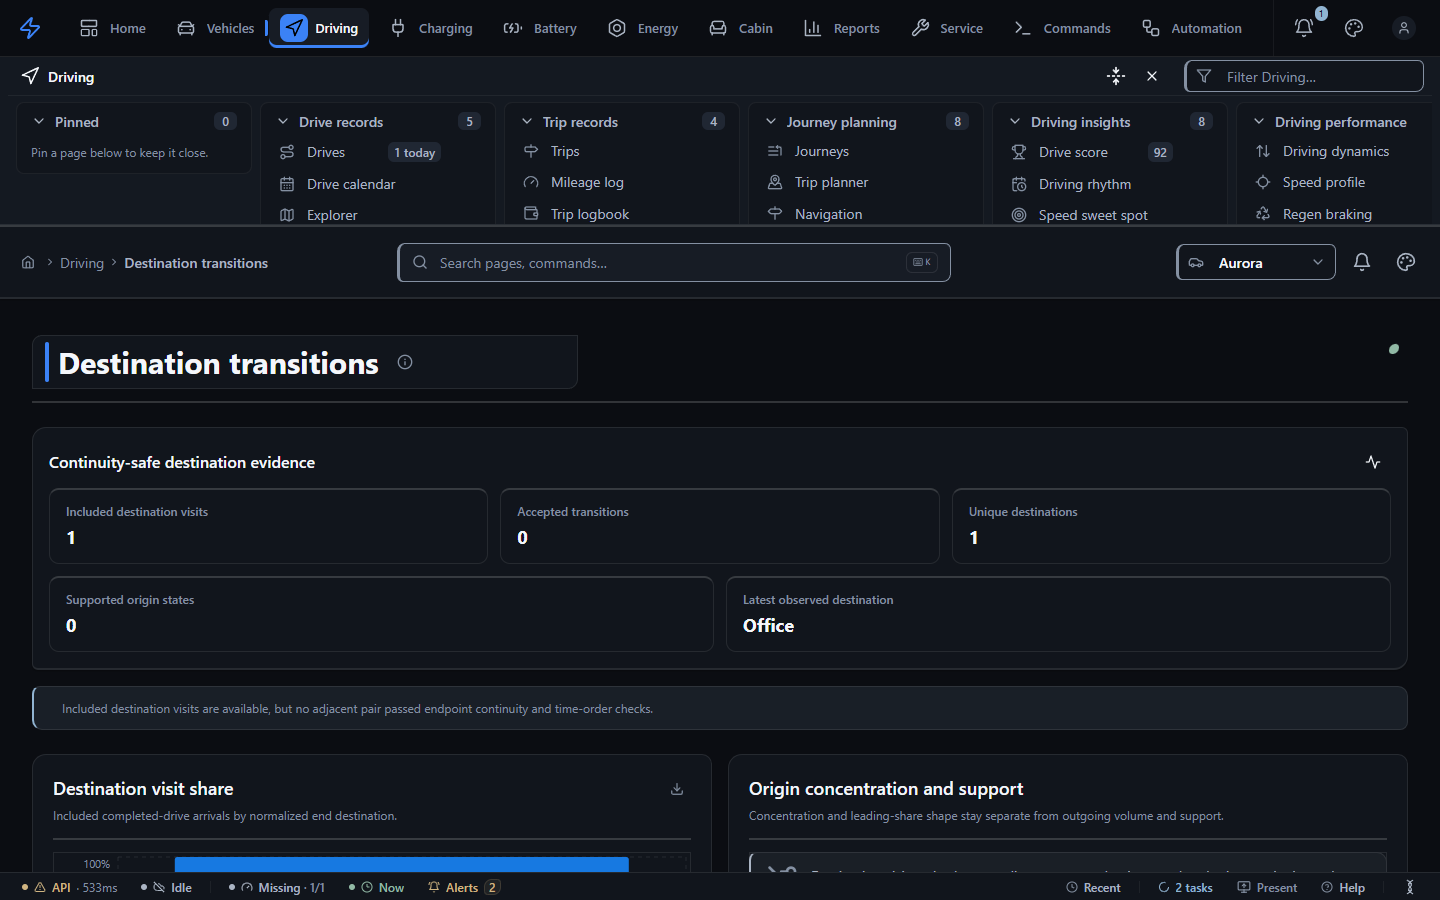 Home
Vehicles
Driving
Charging
Battery
Energy
Cabin
Reports
Service
Commands
Automation
1
Driving
Filter Driving...
Pinned 0
Pin a page below to keep it close.
Drive records 5
Drives 1 today
Drive calendar
Explorer
Trip records 4
Trips
Mileage log
Trip logbook
Journey planning 8
Journeys
Trip planner
Navigation
Driving insights 8
Drive score 92
Driving rhythm
Speed sweet spot
Driving performance
Driving dynamics
Speed profile
Regen braking
Driving > Destination transitions
Search pages, commands... K
Aurora
Destination transitions
Continuity-safe destination evidence
Included destination visits
1
Accepted transitions
0
Unique destinations
1
Supported origin states
0
Latest observed destination
Office
Included destination visits are available, but no adjacent pair passed endpoint continuity and time-order checks.
Destination visit share
Included completed-drive arrivals by normalized end destination.
100%
Origin concentration and support
Concentration and leading-share shape stay separate from outgoing volume and support.
API · 533ms
Idle
Missing · 1/1
Now
Alerts 2
Recent
2 tasks
Present
Help